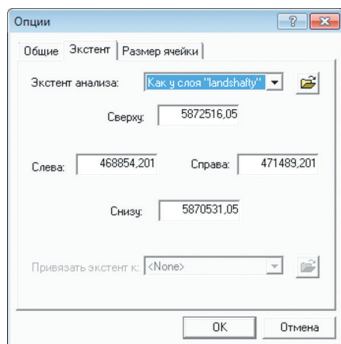 Опции
Общие Экстент Размер ячейки
Экстент анализа: Как у слоя "landshafty"
Сверху: 5872516,05
Слева: 468854,201 Справа: 471489,201
Снизу: 5870531,05
Привязать экстент к: <None>
OK Отмена